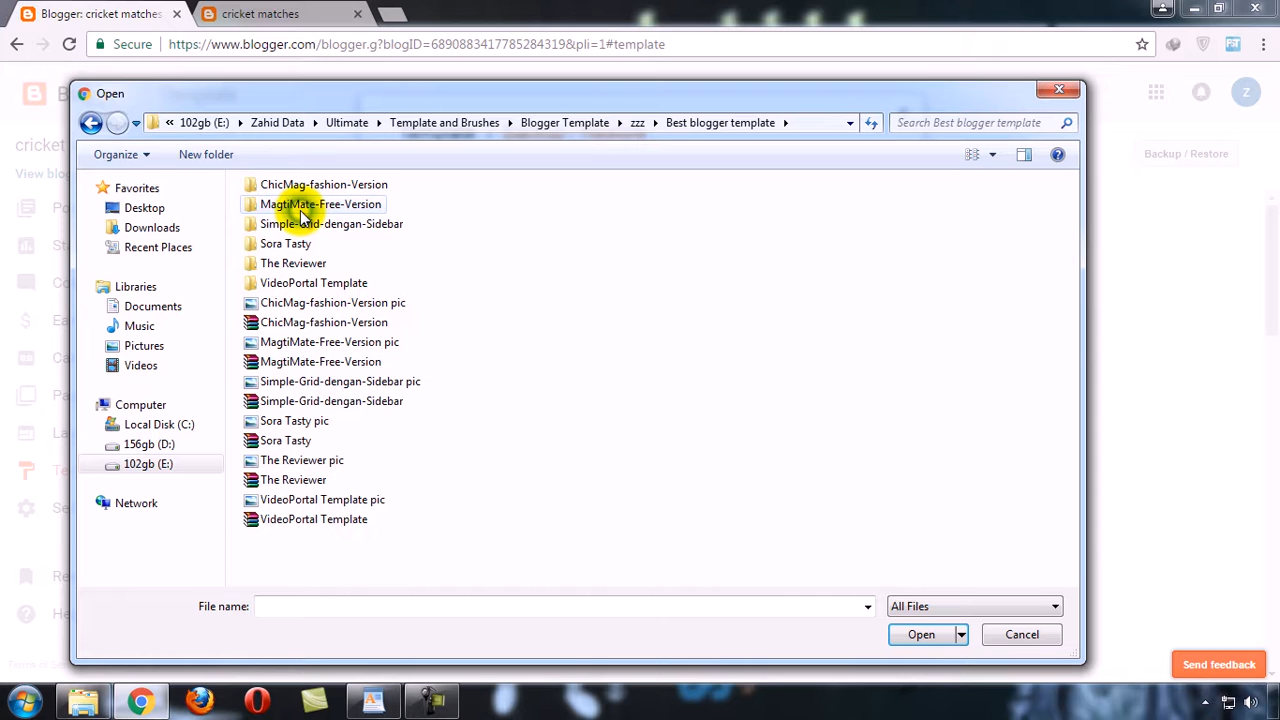 Blogger: cricket matches
cricket matches
Secure
https://www.blogger.com/blogger.g?blogID=6890883417785284319&pli=1#template
Open
« 102gb (E:) Zahid Data Ultimate Template and Brushes Blogger Template zzz Best blogger template
Search Best blogger template
Organize
New folder
Backup / Restore
cricket
View blog
Favorites
Desktop
Downloads
Recent Places
Libraries
Documents
Music
Pictures
Videos
Computer
Local Disk (C:)
156gb (D:)
102gb (E:)
Network
ChicMag-fashion-Version
MagtiMate-Free-Version
Simple-Grid-dengan-Sidebar
Sora Tasty
The Reviewer
VideoPortal Template
ChicMag-fashion-Version pic
ChicMag-fashion-Version
MagtiMate-Free-Version pic
MagtiMate-Free-Version
Simple-Grid-dengan-Sidebar pic
Simple-Grid-dengan-Sidebar
Sora Tasty pic
Sora Tasty
The Reviewer pic
The Reviewer
VideoPortal Template pic
VideoPortal Template
File name:
All Files
Open
Cancel
Z
Send feedback